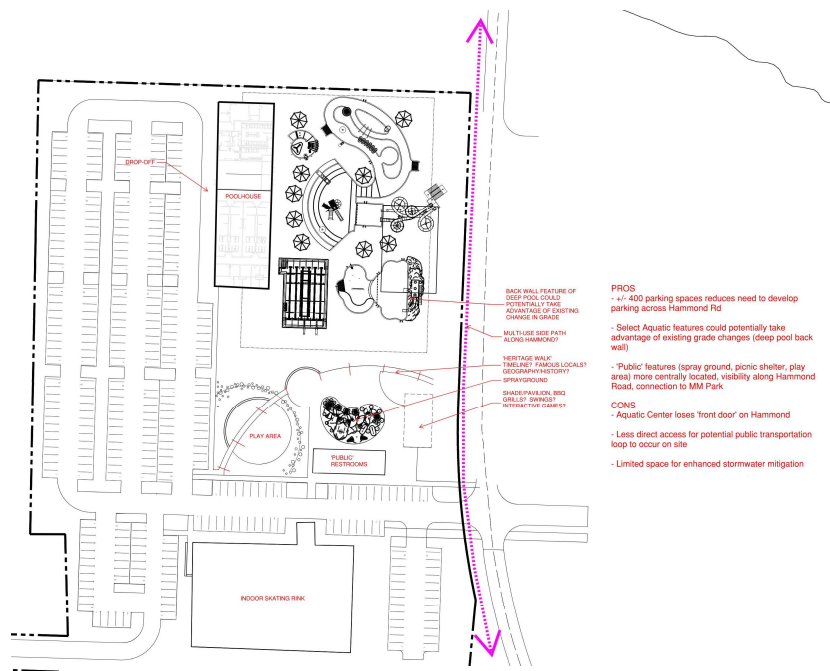 DROP-OFF
POOLHOUSE
BACK WALL FEATURE OF
DEEP POOL COULD
POTENTIALLY TAKE
ADVANTAGE OF EXISTING
CHANGE IN GRADE
MULTI-USE SIDE PATH
ALONG HAMMOND?
'HERITAGE WALK'
TIMELINE? FAMOUS LOCALS?
GEOGRAPHY/HISTORY?
SPRAYGROUND
SHADE/PAVILION, BBQ
GRILLS? SWINGS?
INTERACTIVE GAMES?
PLAY AREA
'PUBLIC'
RESTROOMS
INDOOR SKATING RINK
PROS
- +/- 400 parking spaces reduces need to develop
parking across Hammond Rd
- Select Aquatic features could potentially take
advantage of existing grade changes (deep pool back
wall)
- 'Public' features (spray ground, picnic shelter, play
area) more centrally located, visibility along Hammond
Road, connection to MM Park
CONS
- Aquatic Center loses 'front door' on Hammond
- Less direct access for potential public transportation
loop to occur on site
- Limited space for enhanced stormwater mitigation